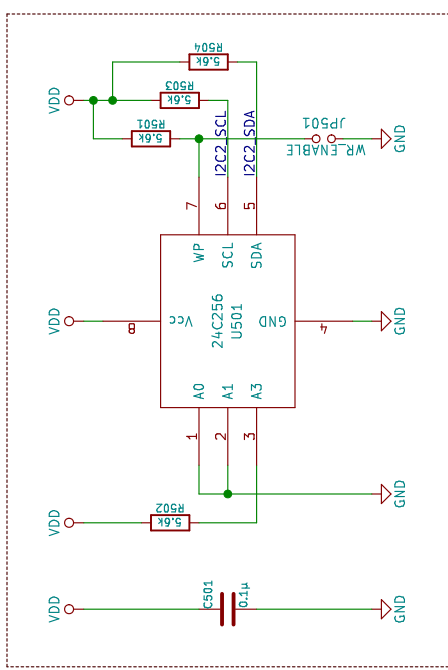 R504
5.6k
VDD
R503
5.6k
R501
5.6k
I2C2_SCL
I2C2_SDA
JP501
WR_ENABLE
GND
7
6
5
WP
SCL
SDA
VDD
8
Vcc
24C256
U501
GND
4
GND
A0
A1
A3
1
2
3
GND
VDD
R502
5.6k
VDD
C501
0.1µ
GND